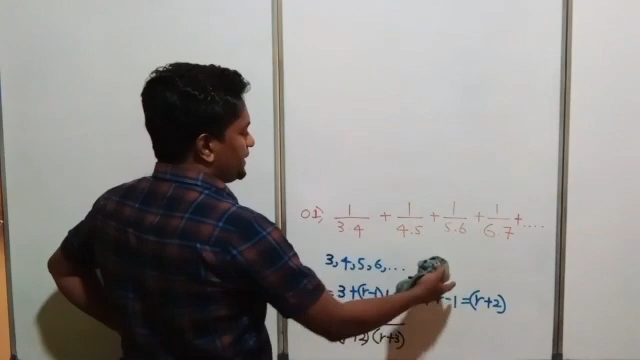 01) 1/3.4 + 1/4.5 + 1/5.6 + 1/6.7 + ....
3, 4, 5, 6, ...
= 3 + (r-1) r - 1 = (r+2)
(r+3)